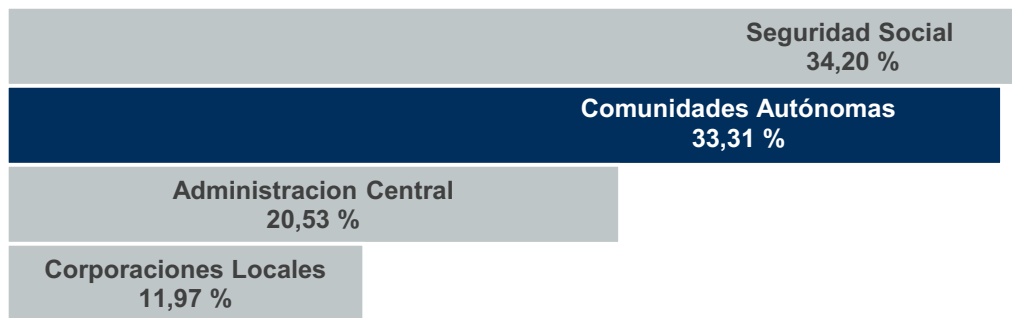 Seguridad Social
34,20 %
Comunidades Autónomas
33,31 %
Administracion Central
20,53 %
Corporaciones Locales
11,97 %